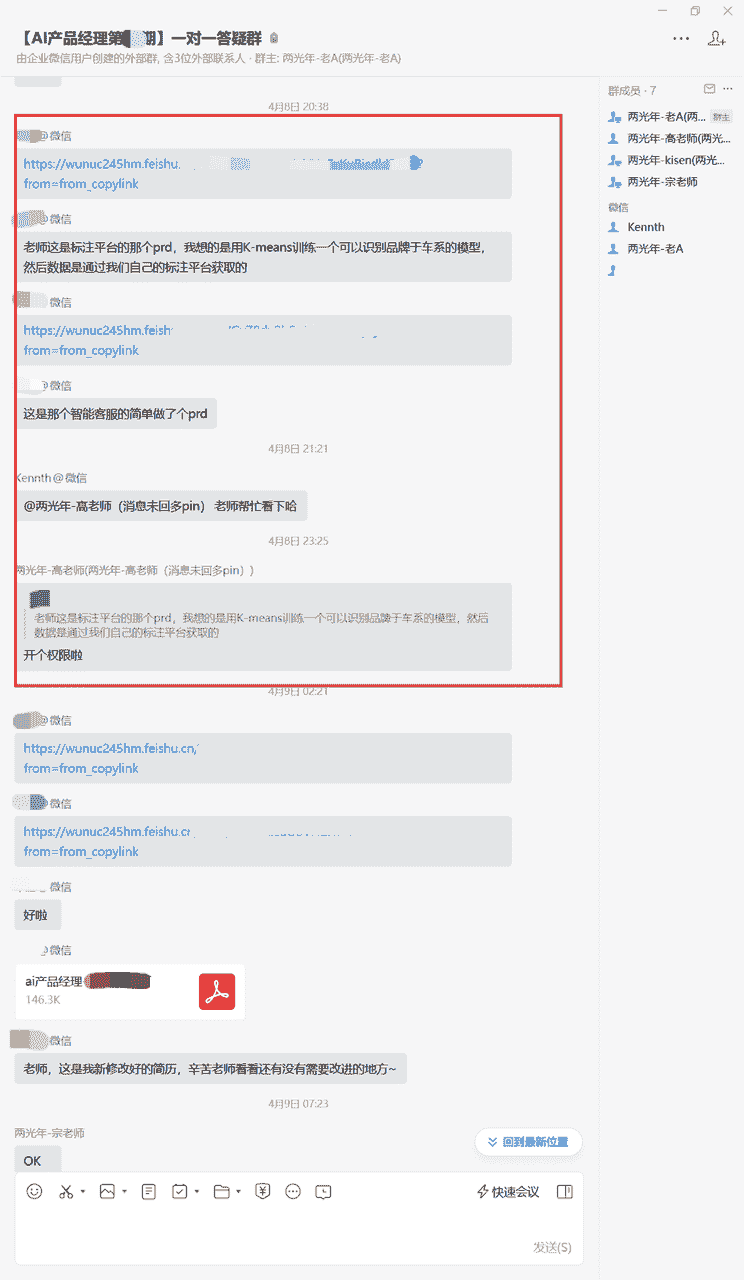 【AI产品经理第 期】一对一答疑群
由企业微信用户创建的外部群, 含3位外部联系人 · 群主: 两光年-老A(两光年-老A)
群成员 · 7
两光年-老A(两... 群主
两光年-高老师(两光...
两光年-kisen(两光...
两光年-宗老师
微信
Kennth
两光年-老A
4月8日 20:38
@微信
https://wunuc245hm.feishu.
from=from_copylink
@微信
老师这是标注平台的那个prd，我想的是用K-means训练一个可以识别品牌于车系的模型，
然后数据是通过我们自己的标注平台获取的
微信
https://wunuc245hm.feish
from=from_copylink
@微信
这是那个智能客服的简单做了个prd
4月8日 21:21
Kennth@微信
@两光年-高老师（消息未回多pin） 老师帮忙看下哈
4月8日 23:25
两光年-高老师(两光年-高老师（消息未回多pin）)
老师这是标注平台的那个prd，我想的是用K-means训练一个可以识别品牌于车系的模型，然后
数据是通过我们自己的标注平台获取的
开个权限啦
4月9日 02:21
@微信
https://wunuc245hm.feishu.cn,
from=from_copylink
微信
https://wunuc245hm.feishu.cr
from=from_copylink
微信
好啦
@微信
ai产品经理
146.3K
微信
老师，这是我新修改好的简历，辛苦老师看看还有没有需要改进的地方~
4月9日 07:23
两光年-宗老师
回到最新位置
OK
快速会议
发送(S)